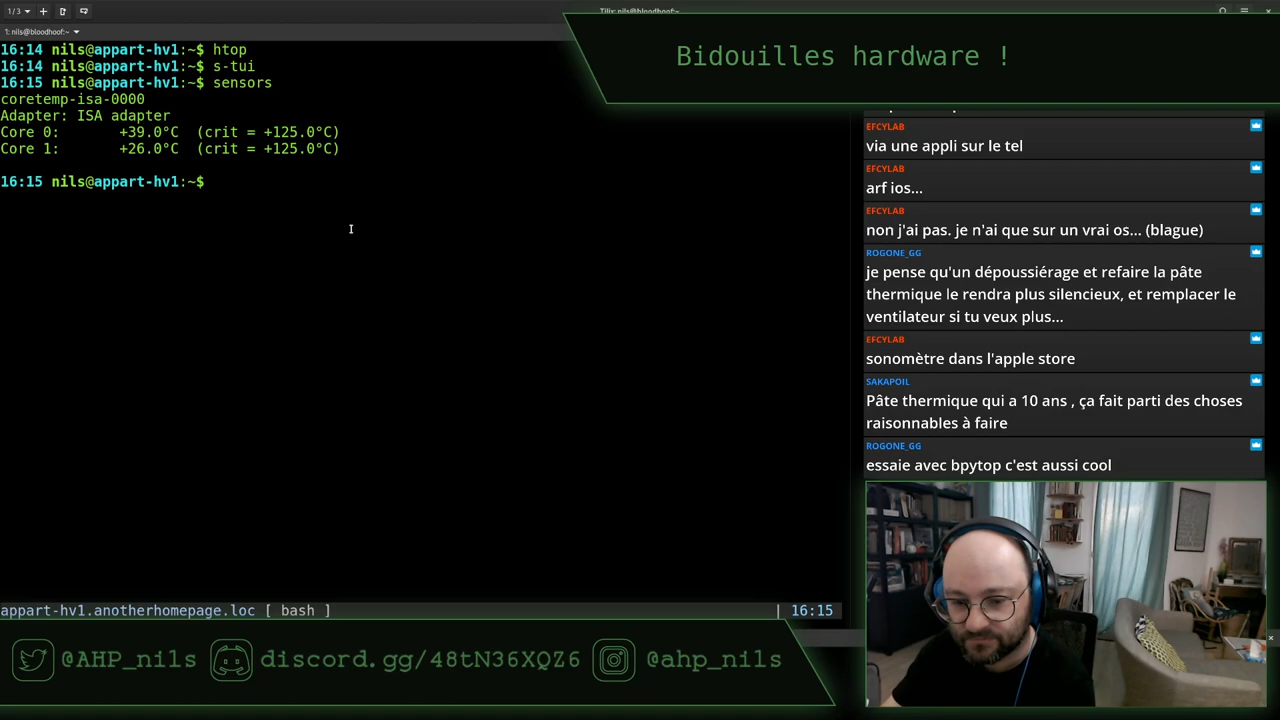 1/3
Tilix: nils@bloodhoof:~
1: nils@bloodhoof:~
16:14 nils@appart-hv1:~$ htop
16:14 nils@appart-hv1:~$ s-tui
16:15 nils@appart-hv1:~$ sensors
coretemp-isa-0000
Adapter: ISA adapter
Core 0:       +39.0°C  (crit = +125.0°C)
Core 1:       +26.0°C  (crit = +125.0°C)
16:15 nils@appart-hv1:~$
appart-hv1.anotherhomepage.loc [ bash ] | 16:15
Bidouilles hardware !
EFCYLAB
via une appli sur le tel
EFCYLAB
arf ios...
EFCYLAB
non j'ai pas. je n'ai que sur un vrai os... (blague)
ROGONE_GG
je pense qu'un dépoussiérage et refaire la pâte
thermique le rendra plus silencieux, et remplacer le
ventilateur si tu veux plus...
EFCYLAB
sonomètre dans l'apple store
SAKAPOIL
Pâte thermique qui a 10 ans , ça fait parti des choses
raisonnables à faire
ROGONE_GG
essaie avec bpytop c'est aussi cool
@AHP_nils discord.gg/48tN36XQZ6 @ahp_nils